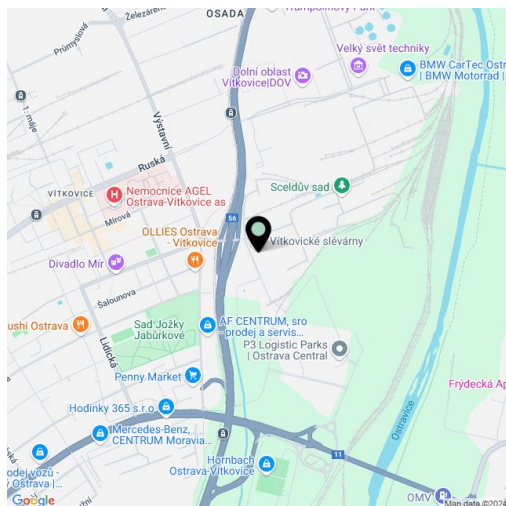 Železárenská
OSADA
Trampolínový Park
Průmyslová
Velký svět techniky
Dolní oblast
Vítkovice|DOV
BMW CarTec Ostr
| BMW Motorrad |
1. máje
Výstavní
Ruská
VÍTKOVICE
Nemocnice AGEL
Ostrava-Vítkovice as
Sceldův sad
Mírová
56
OLLIES Ostrava
- Vítkovice
Vítkovické slévárny
Divadlo Mír
Šalounova
ushi Ostrava
Sad Jožky
Jabůrkové
AF CENTRUM, sro
- prodej a servis...
Lidická
P3 Logistic Parks
| Ostrava Central
Penny Market
Frýdecká Ap
Hodinky 365 s.r.o
Ostravice
Mercedes-Benz,
CENTRUM Moravia...
11
Hornbach
Ostrava-Vítkovice
odej vozů -
ý Ostrava |...
OMV
Google
Map data ©2024